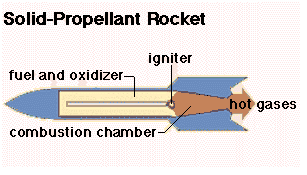 Solid-Propellant Rocket
igniter
fuel and oxidizer
hot gases
combustion chamber